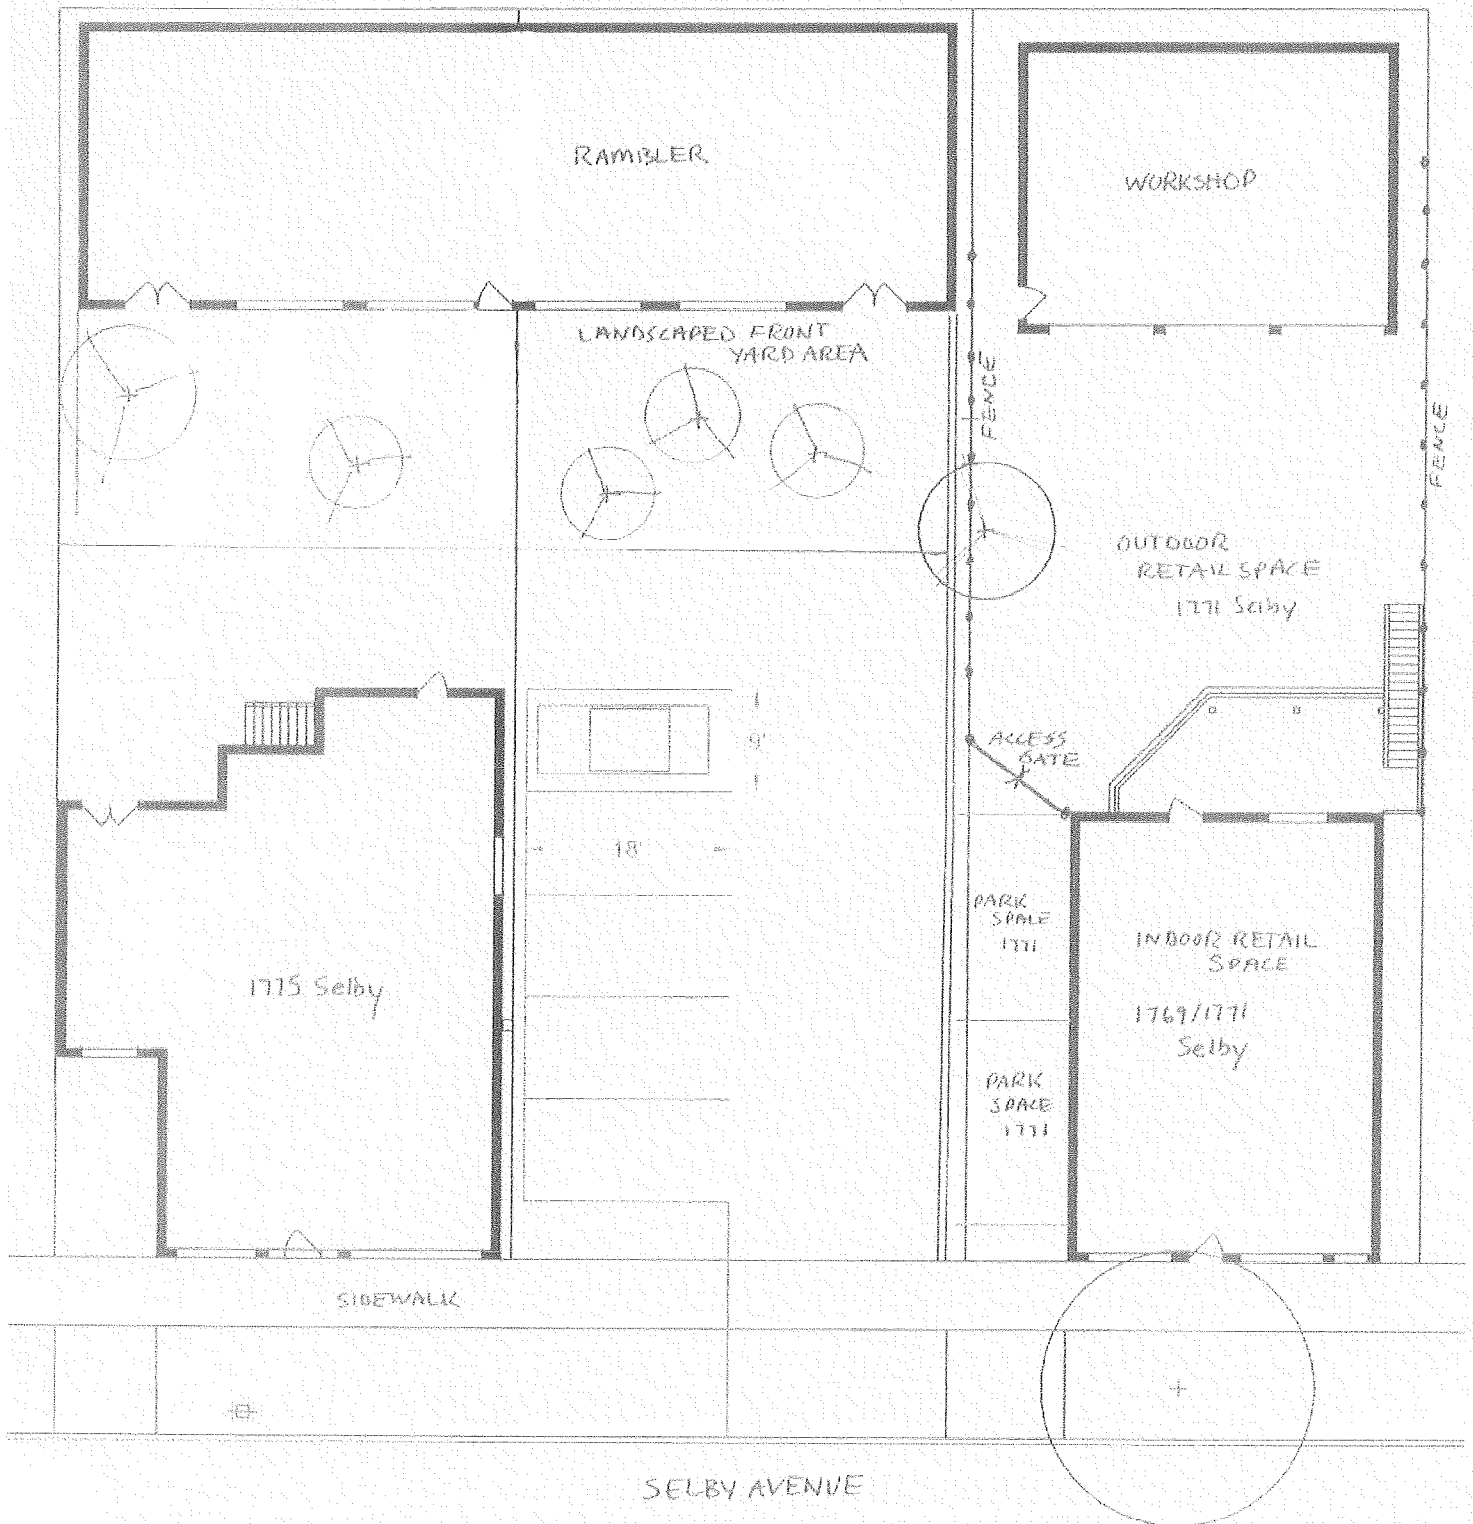 RAMBLER
WORKSHOP
LANDSCAPED FRONT
YARD AREA
FENCE
FENCE
OUTDOOR
RETAIL SPACE
1771 Selby
ACCESS
GATE
9'
18'
PARK
SPACE
1771
INDOOR RETAIL
SPACE
1769/1771
Selby
1775 Selby
PARK
SPACE
1771
SIDEWALK
SELBY AVENUE